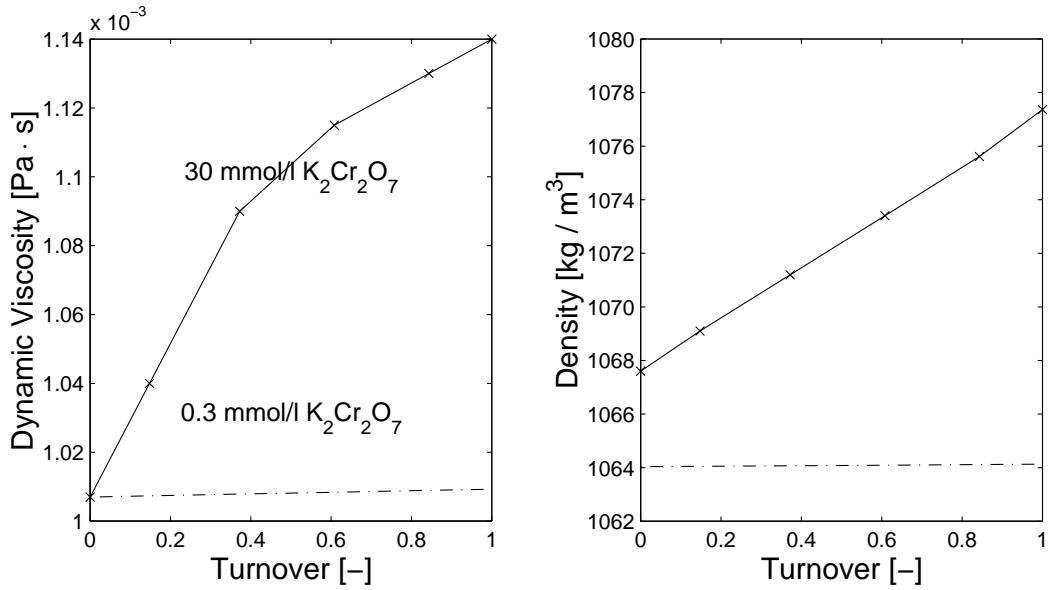 x 10⁻³
1.14
1.12
1.1
1.08
1.06
1.04
1.02
1
Dynamic Viscosity [Pa · s]
30 mmol/l K₂Cr₂O₇
0.3 mmol/l K₂Cr₂O₇
0 0.2 0.4 0.6 0.8 1
Turnover [–]
1080
1078
1076
1074
1072
1070
1068
1066
1064
1062
Density [kg / m³]
0 0.2 0.4 0.6 0.8 1
Turnover [–]